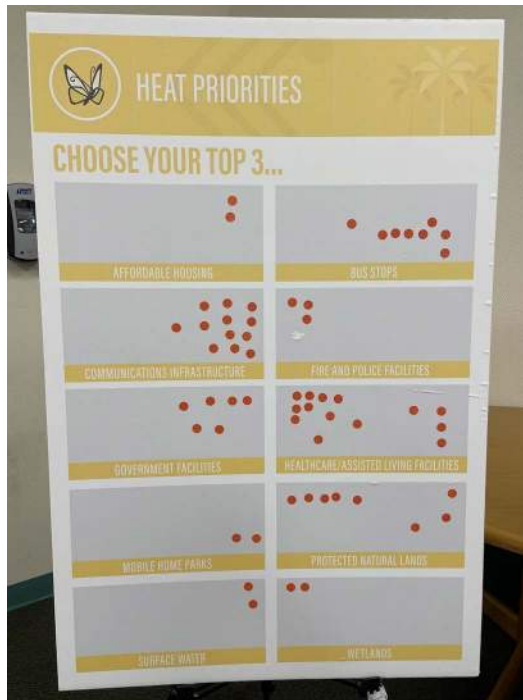 HEAT PRIORITIES
CHOOSE YOUR TOP 3...
AFFORDABLE HOUSING
BUS STOPS
COMMUNICATIONS INFRASTRUCTURE
FIRE AND POLICE FACILITIES
GOVERNMENT FACILITIES
HEALTHCARE/ASSISTED LIVING FACILITIES
MOBILE HOME PARKS
PROTECTED NATURAL LANDS
SURFACE WATER
WETLANDS